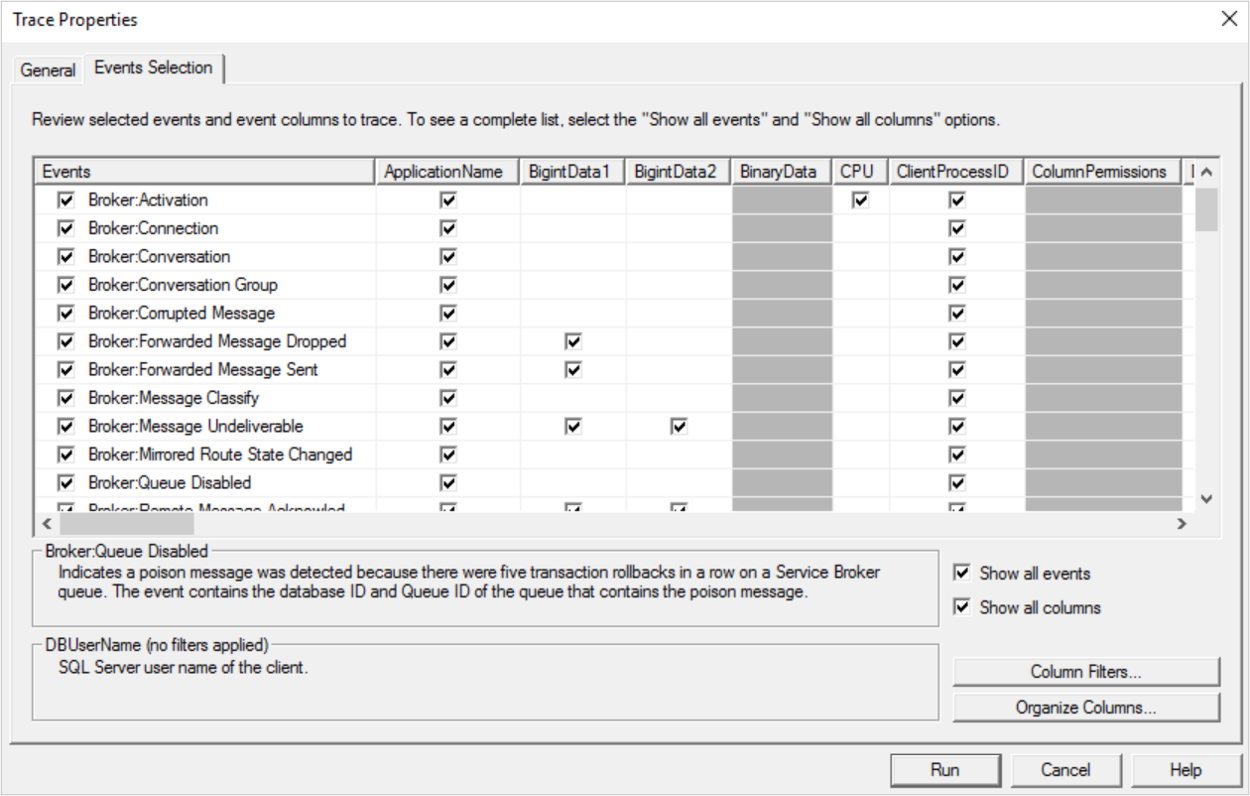 Trace Properties
General
Events Selection
Review selected events and event columns to trace. To see a complete list, select the "Show all events" and "Show all columns" options.
Events ApplicationName BigintData1 BigintData2 BinaryData CPU ClientProcessID ColumnPermissions
Broker:Activation
Broker:Connection
Broker:Conversation
Broker:Conversation Group
Broker:Corrupted Message
Broker:Forwarded Message Dropped
Broker:Forwarded Message Sent
Broker:Message Classify
Broker:Message Undeliverable
Broker:Mirrored Route State Changed
Broker:Queue Disabled
Broker:Remote Message Acknowled
Broker:Queue Disabled
Indicates a poison message was detected because there were five transaction rollbacks in a row on a Service Broker
queue. The event contains the database ID and Queue ID of the queue that contains the poison message.
Show all events
Show all columns
DBUserName (no filters applied)
SQL Server user name of the client.
Column Filters...
Organize Columns...
Run
Cancel
Help